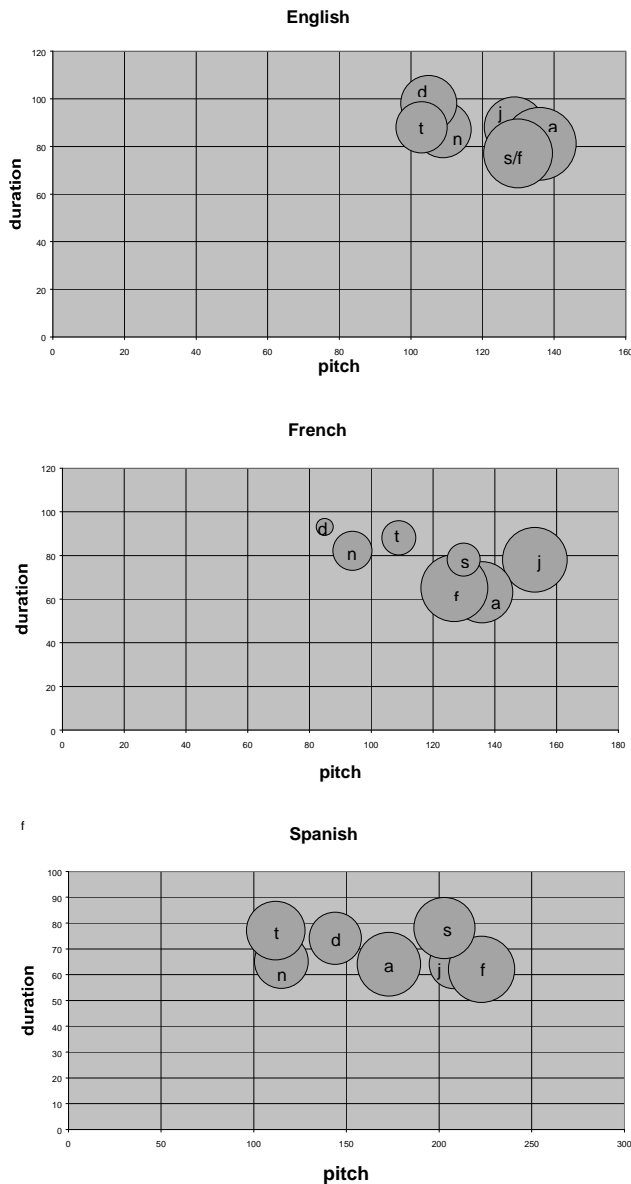 English
120
100
80
60
40
20
0
duration
d
j
a
t
n
s/f
0 20 40 60 80 100 120 140 160
pitch
French
120
100
80
60
40
20
0
duration
d
t
n
s
j
f
a
0 20 40 60 80 100 120 140 160 180
pitch
f
Spanish
100
90
80
70
60
50
40
30
20
10
0
duration
t
s
d
a
n
j
f
0 50 100 150 200 250 300
pitch